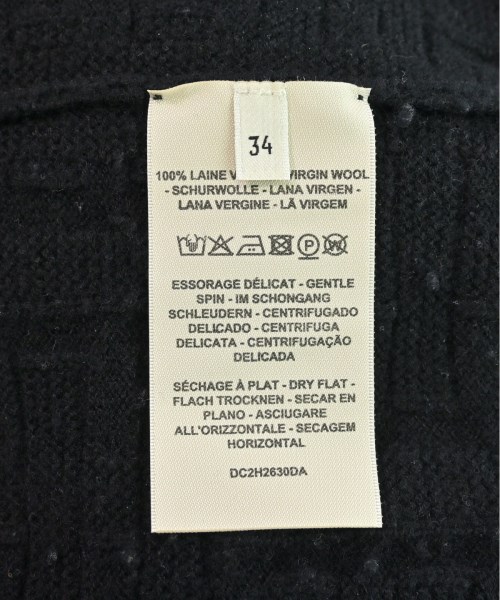 34
100% LAINE V VIRGIN WOOL
- SCHURWOLLE - LANA VIRGEN -
LANA VERGINE - LÃ VIRGEM
P W
ESSORAGE DÉLICAT - GENTLE
SPIN - IM SCHONGANG
SCHLEUDERN - CENTRIFUGADO
DELICADO - CENTRIFUGA
DELICATA - CENTRIFUGAÇÃO
DELICADA
SÉCHAGE À PLAT - DRY FLAT -
FLACH TROCKNEN - SECAR EN
PLANO - ASCIUGARE
ALL'ORIZZONTALE - SECAGEM
HORIZONTAL
DC2H2630DA